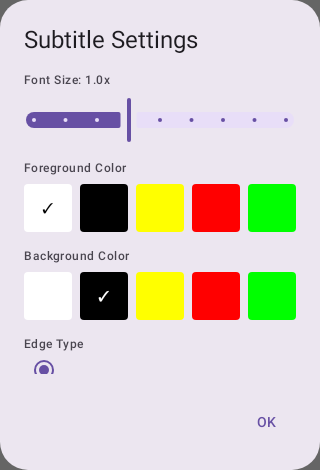 Subtitle Settings
Font Size: 1.0x
Foreground Color
✓
Background Color
✓
Edge Type
OK